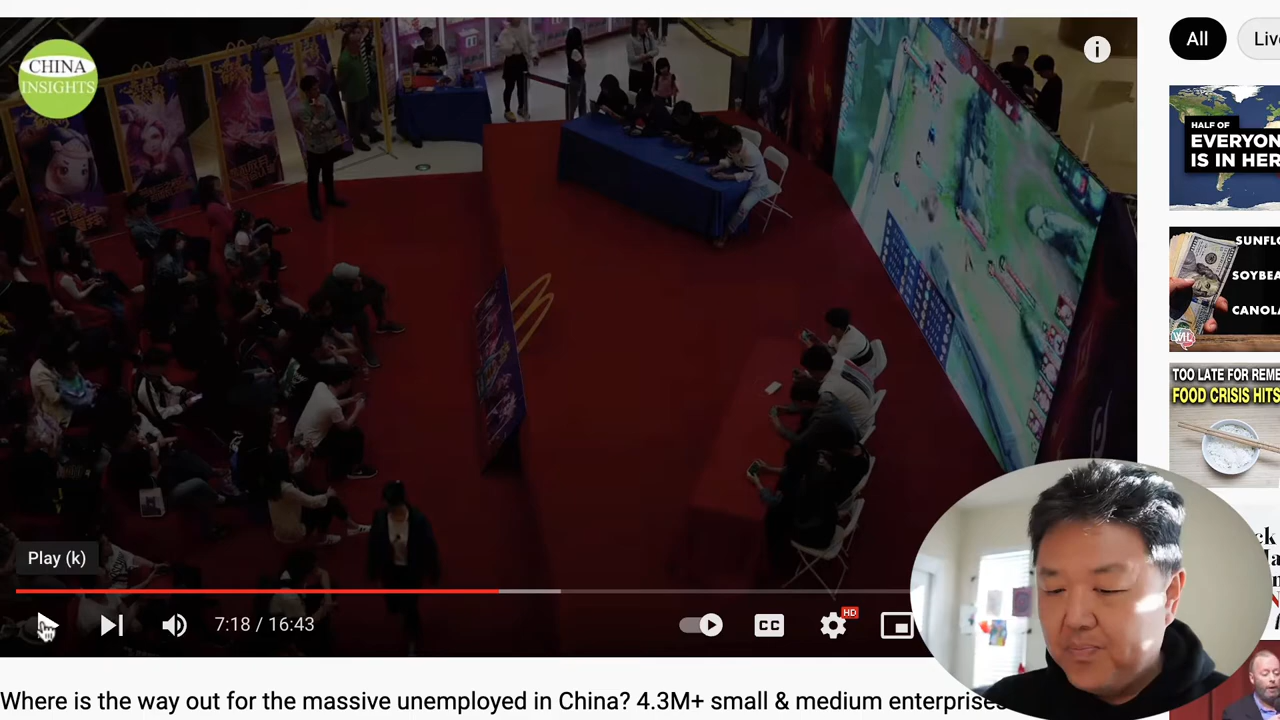 CHINA
INSIGHTS
All
Live
HALF OF
EVERYON
IS IN HER
SUNFLO
SOYBEA
CANOLA
WIL
TOO LATE FOR REME
FOOD CRISIS HITS
Play (k)
7:18 / 16:43
CC
HD
Where is the way out for the massive unemployed in China? 4.3M+ small & medium enterprises